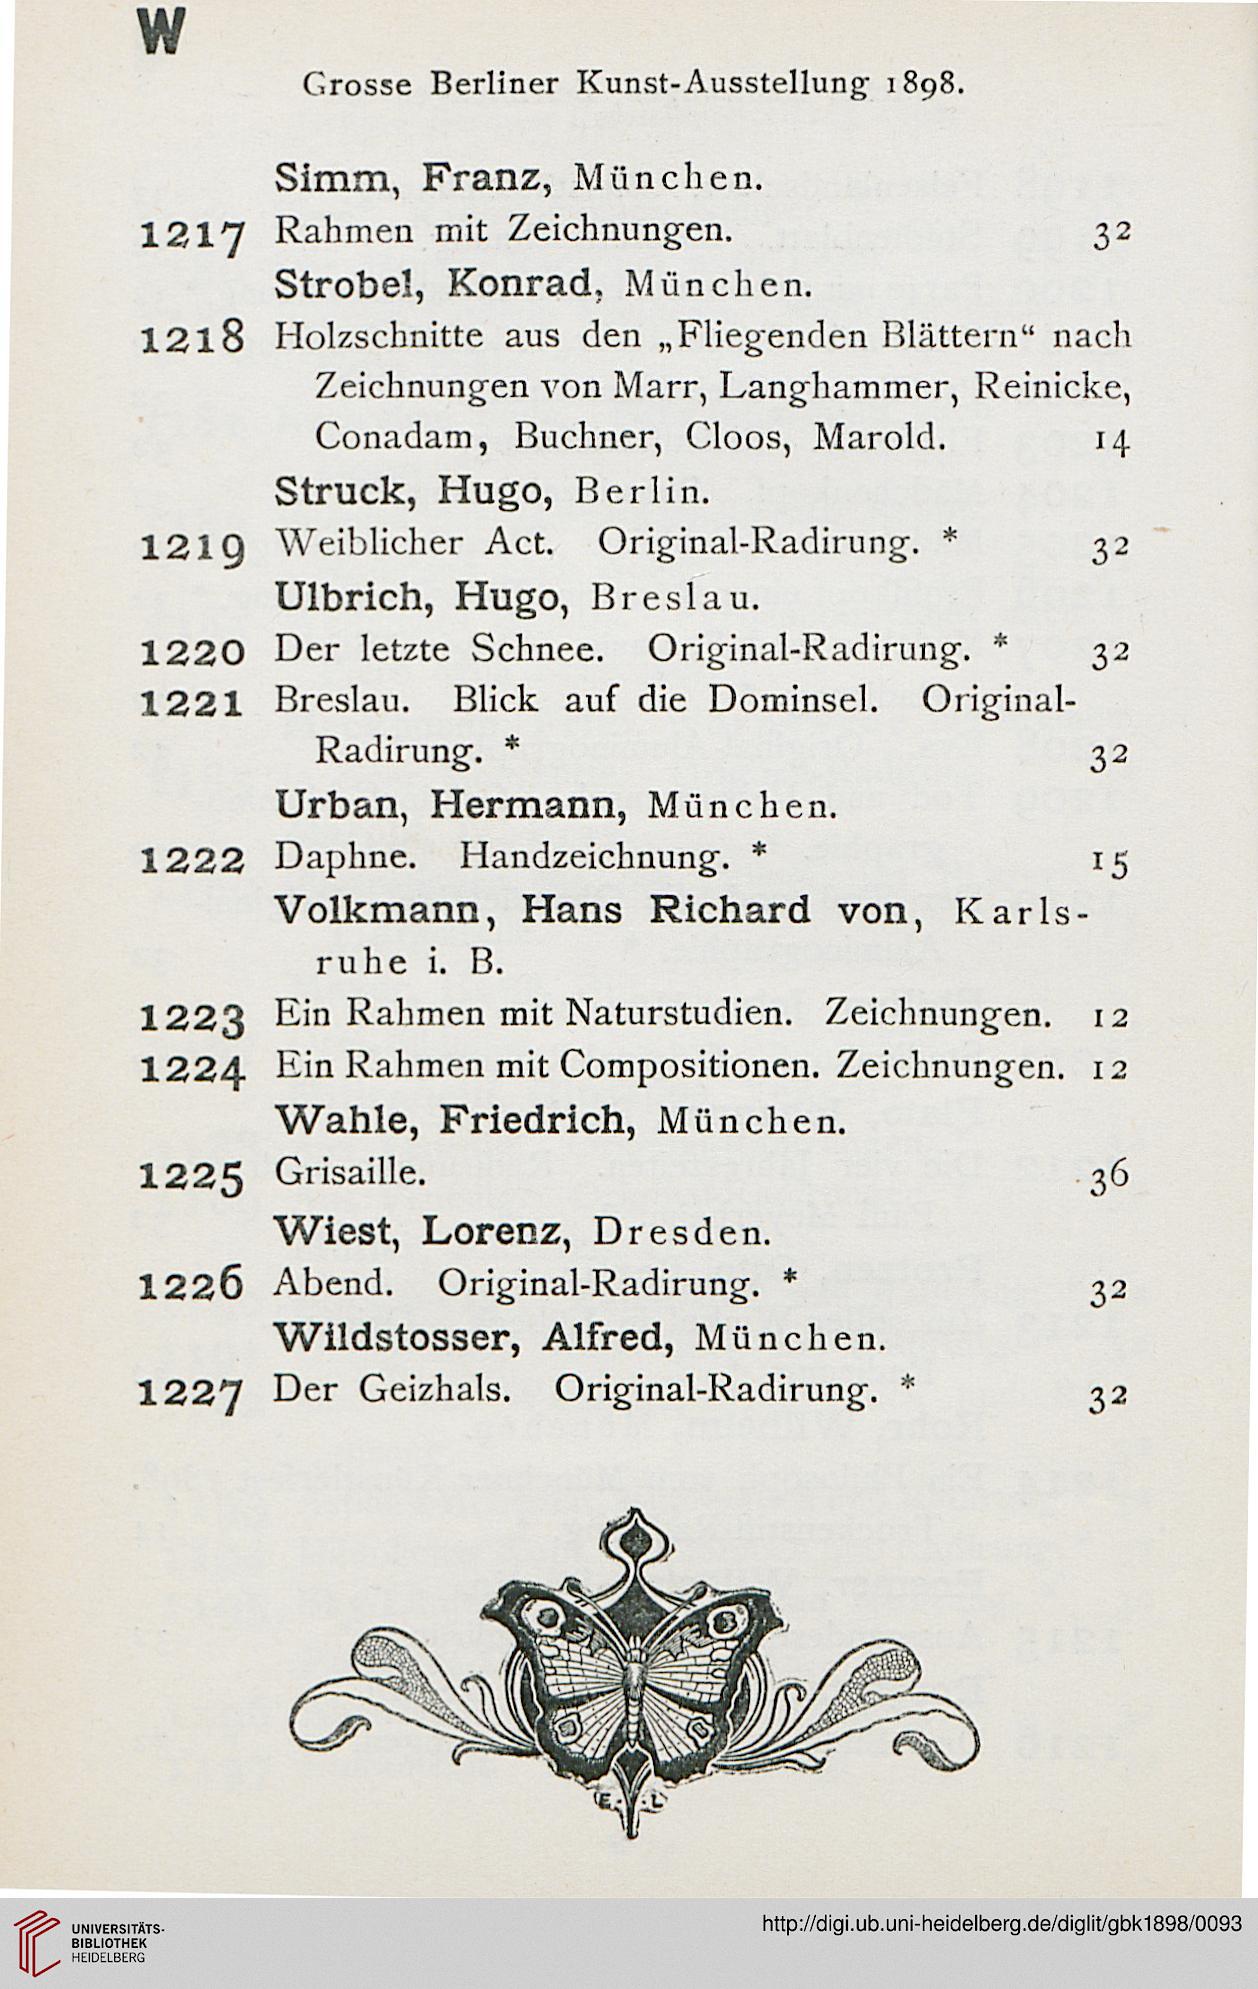 W
Grosse Berliner Kunst-Ausstellung 1898.
Simm, Franz, München.
1217 Rahmen mit Zeichnungen. 32
Strobel, Konrad, München.
1218 Holzschnitte aus den „Fliegenden Blättern“ nach
Zeichnungen von Marr, Langhammer, Reinicke,
Conadam, Buchner, Cloos, Marold. 14
Struck, Hugo, Berlin.
1219 Weiblicher Act. Original-Radirung. * 32
Ulbrich, Hugo, Breslau.
1220 Der letzte Schnee. Original-Radirung. * 32
1221 Breslau. Blick auf die Dominsel. Original-
Radirung. * 32
Urban, Hermann, München.
1222 Daphne. Handzeichnung. * 15
Volkmann, Hans Richard von, Karls-
ruhe i. B.
1223 Ein Rahmen mit Naturstudien. Zeichnungen. 12
1224 Ein Rahmen mit Compositionen. Zeichnungen. 12
Wahle, Friedrich, München.
1225 Grisaille. 36
Wiest, Lorenz, Dresden.
1226 Abend. Original-Radirung. * 32
Wildstosser, Alfred, München.
1227 Der Geizhals. Original-Radirung. * 32
E. L
UNIVERSITÄTS-
BIBLIOTHEK
HEIDELBERG
http://digi.ub.uni-heidelberg.de/diglit/gbk1898/0093